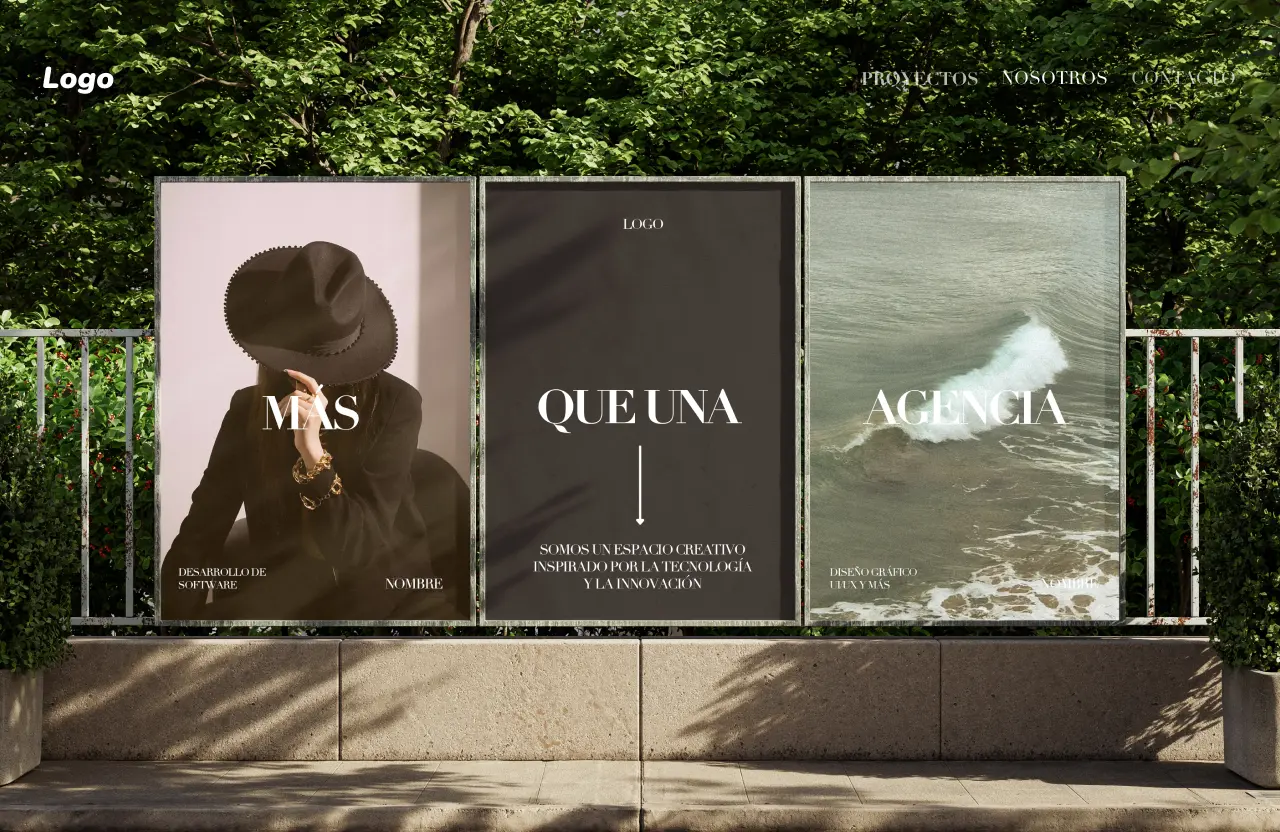 Logo
PROYECTOS NOSOTROS CONTACTO
LOGO
MÁS QUE UNA AGENCIA
SOMOS UN ESPACIO CREATIVO
INSPIRADO POR LA TECNOLOGÍA
Y LA INNOVACIÓN
DESARROLLO DE
SOFTWARE
NOMBRE
DISEÑO GRÁFICO
UI UX Y MÁS
NOMBRE